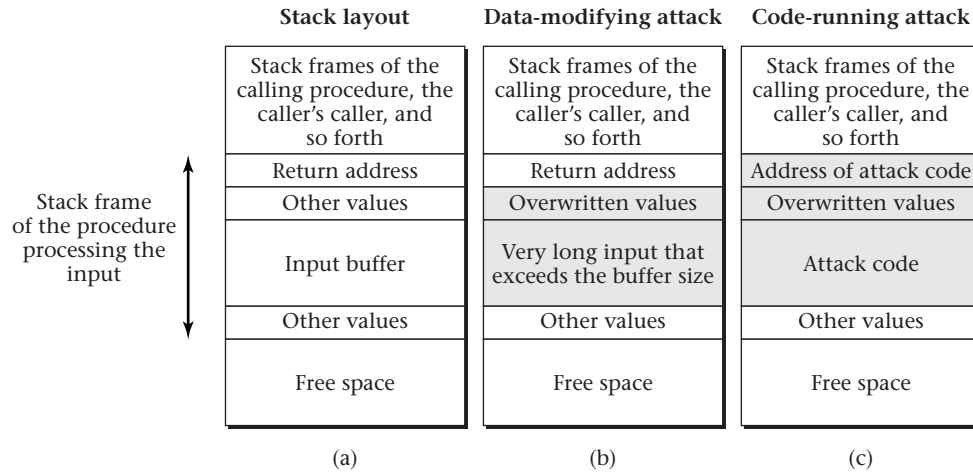 Stack layout
Data-modifying attack
Code-running attack
Stack frame
of the procedure
processing the
input
Stack frames of the
calling procedure, the
caller’s caller, and
so forth
Return address
Other values
Input buffer
Other values
Free space
(a)
Stack frames of the
calling procedure, the
caller’s caller, and
so forth
Return address
Overwritten values
Very long input that
exceeds the buffer size
Other values
Free space
(b)
Stack frames of the
calling procedure, the
caller’s caller, and
so forth
Address of attack code
Overwritten values
Attack code
Other values
Free space
(c)